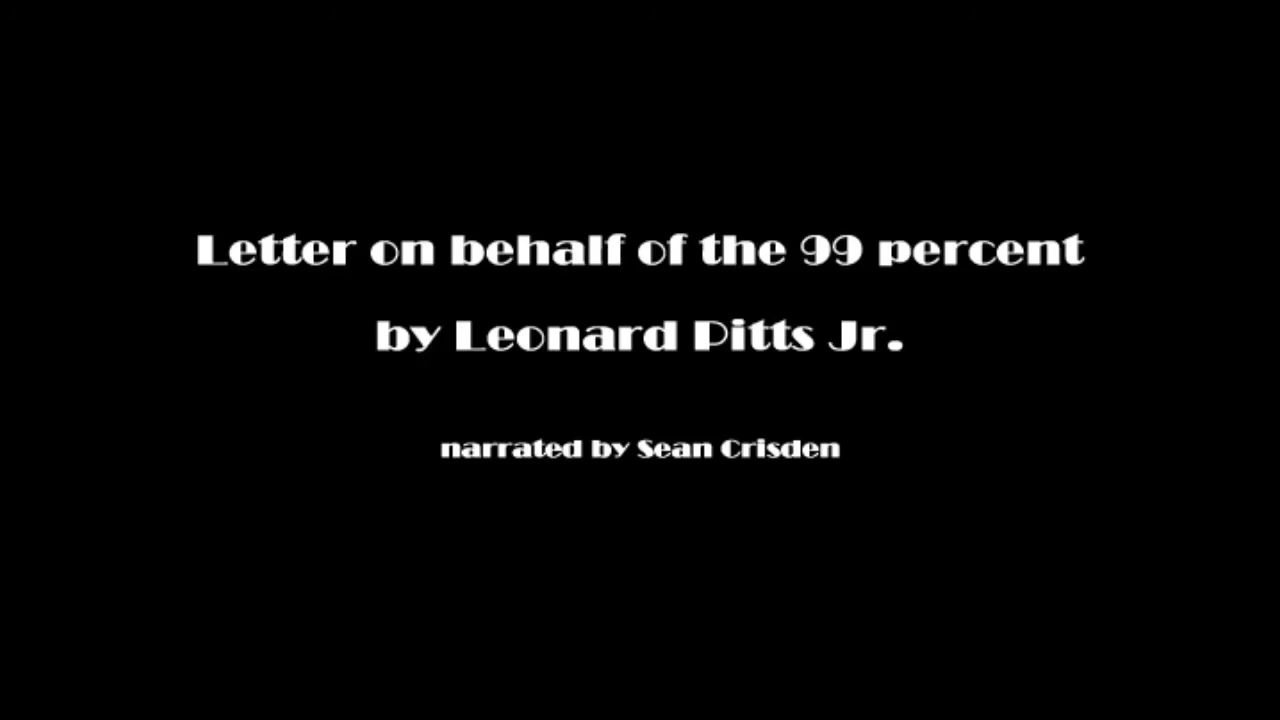 Letter on behalf of the 99 percent
by Leonard Pitts Jr.
narrated by Sean Crisden